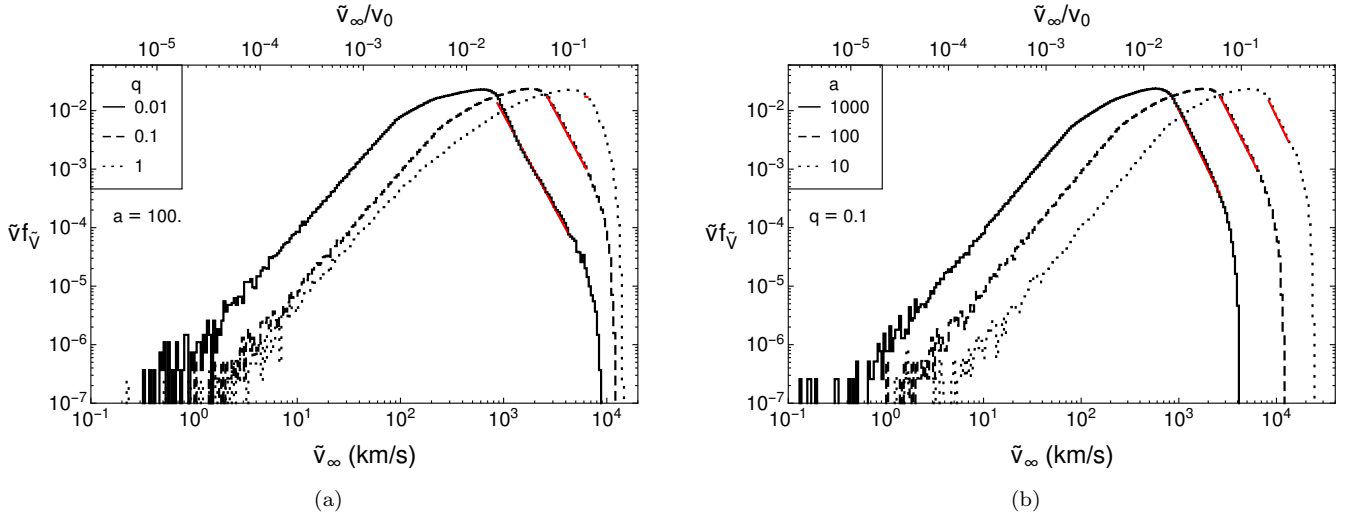 ṽ∞/v0
10^-5 10^-4 10^-3 10^-2 10^-1
q
0.01
0.1
1
a = 100.
ṽfṼ
10^-2
10^-3
10^-4
10^-5
10^-6
10^-7
10^-1 10^0 10^1 10^2 10^3 10^4
ṽ∞ (km/s)
(a)
ṽ∞/v0
10^-5 10^-4 10^-3 10^-2 10^-1
a
1000
100
10
q = 0.1
ṽfṼ
10^-2
10^-3
10^-4
10^-5
10^-6
10^-7
10^-1 10^0 10^1 10^2 10^3 10^4
ṽ∞ (km/s)
(b)